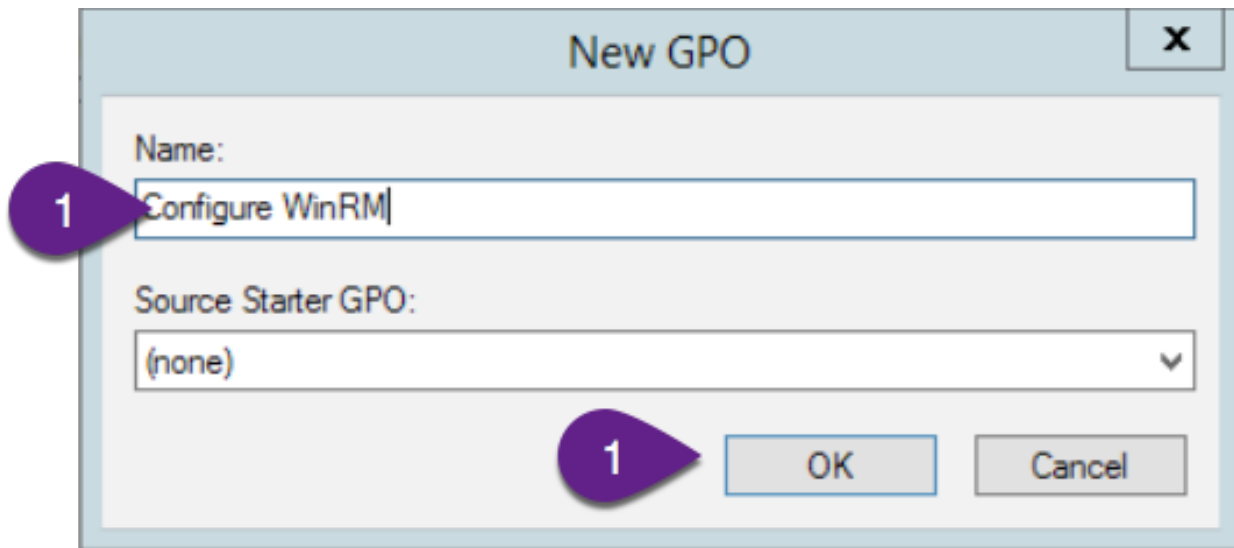 New GPO
x
Name:
1
Configure WinRM
Source Starter GPO:
(none)
1
OK
Cancel